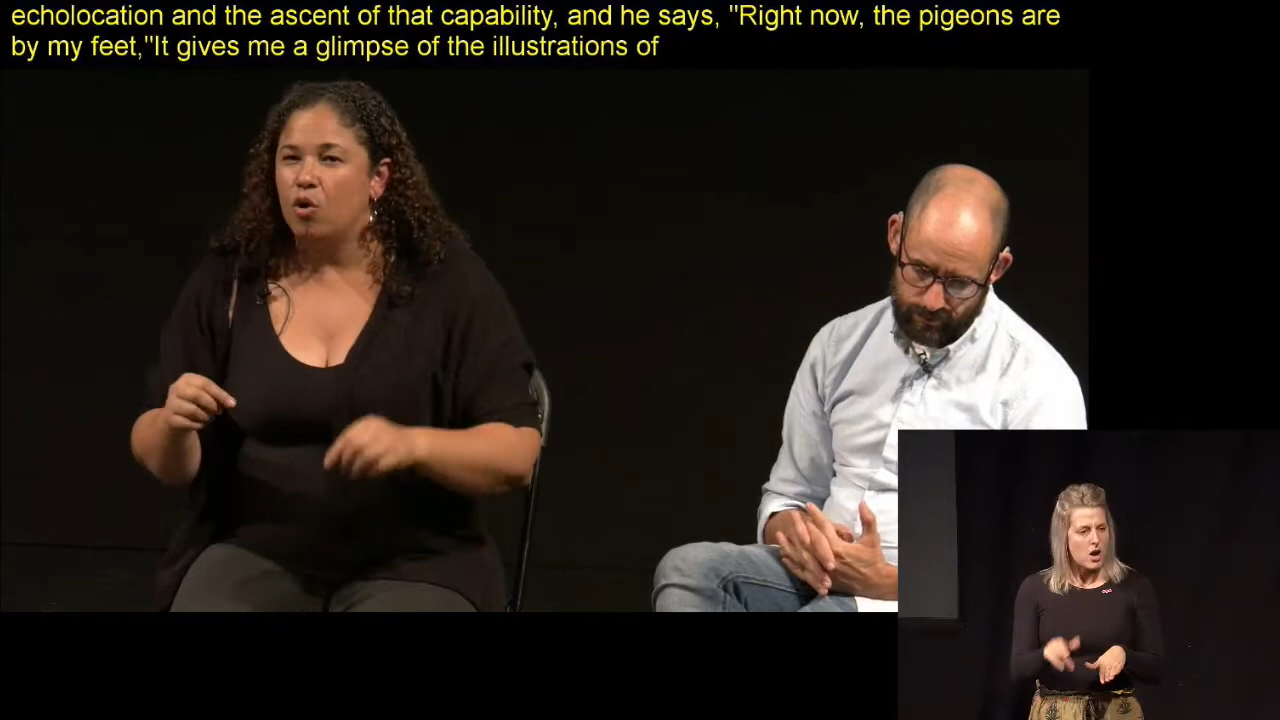 echolocation and the ascent of that capability, and he says, "Right now, the pigeons are
by my feet,"It gives me a glimpse of the illustrations of